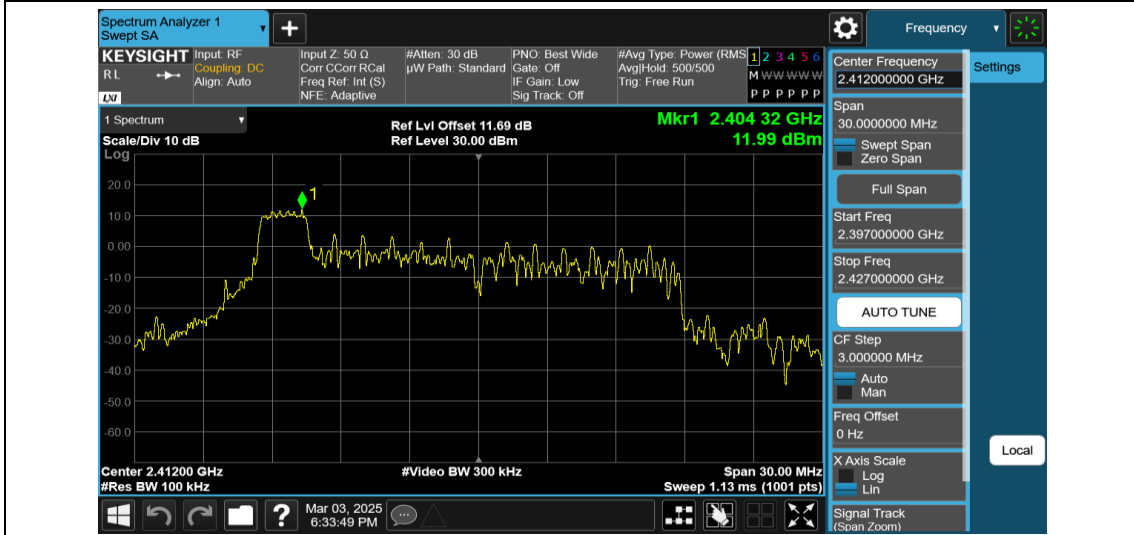 Spectrum Analyzer 1
Swept SA
Frequency
KEYSIGHT
RL
LXI
Input: RF
Coupling: DC
Align: Auto
Input Z: 50 Ω
Corr CCorr RCal
Freq Ref: Int (S)
NFE: Adaptive
#Atten: 30 dB
µW Path: Standard
PNO: Best Wide
Gate: Off
IF Gain: Low
Sig Track: Off
#Avg Type: Power (RMS
Avg|Hold: 500/500
Trig: Free Run
1 2 3 4 5 6
M W W W W W
P P P P P P
1 Spectrum
Scale/Div 10 dB
Log
Ref Lvl Offset 11.69 dB
Ref Level 30.00 dBm
Mkr1 2.404 32 GHz
11.99 dBm
1
20.0
10.0
0.00
-10.0
-20.0
-30.0
-40.0
-50.0
-60.0
Center 2.41200 GHz
#Res BW 100 kHz
#Video BW 300 kHz
Span 30.00 MHz
Sweep 1.13 ms (1001 pts)
Mar 03, 2025
6:33:49 PM
Center Frequency
2.412000000 GHz
Span
30.0000000 MHz
Swept Span
Zero Span
Full Span
Start Freq
2.397000000 GHz
Stop Freq
2.427000000 GHz
AUTO TUNE
CF Step
3.000000 MHz
Auto
Man
Freq Offset
0 Hz
X Axis Scale
Log
Lin
Signal Track
(Span Zoom)
Settings
Local